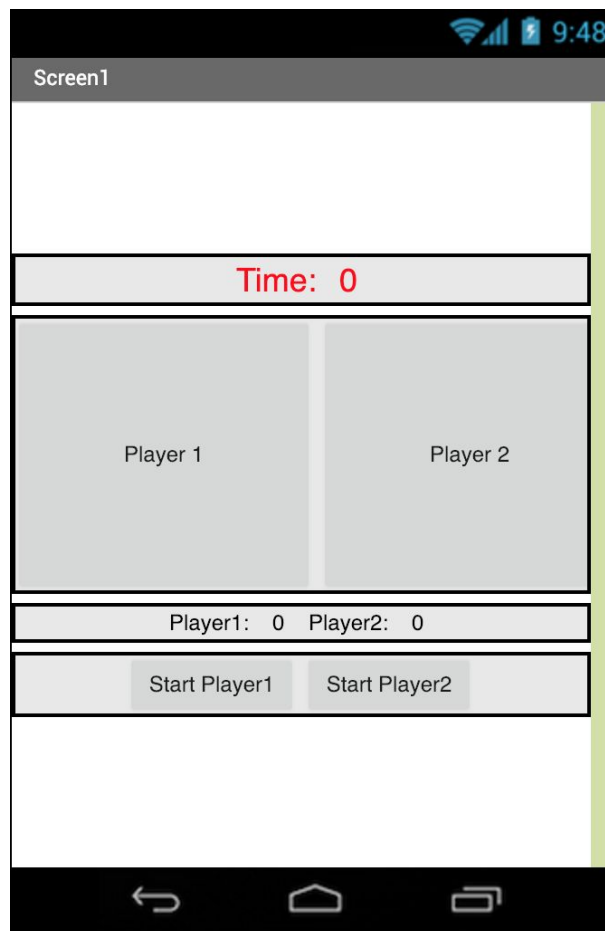 9:48
Screen1
Time: 0
Player 1 Player 2
Player1: 0 Player2: 0
Start Player1 Start Player2